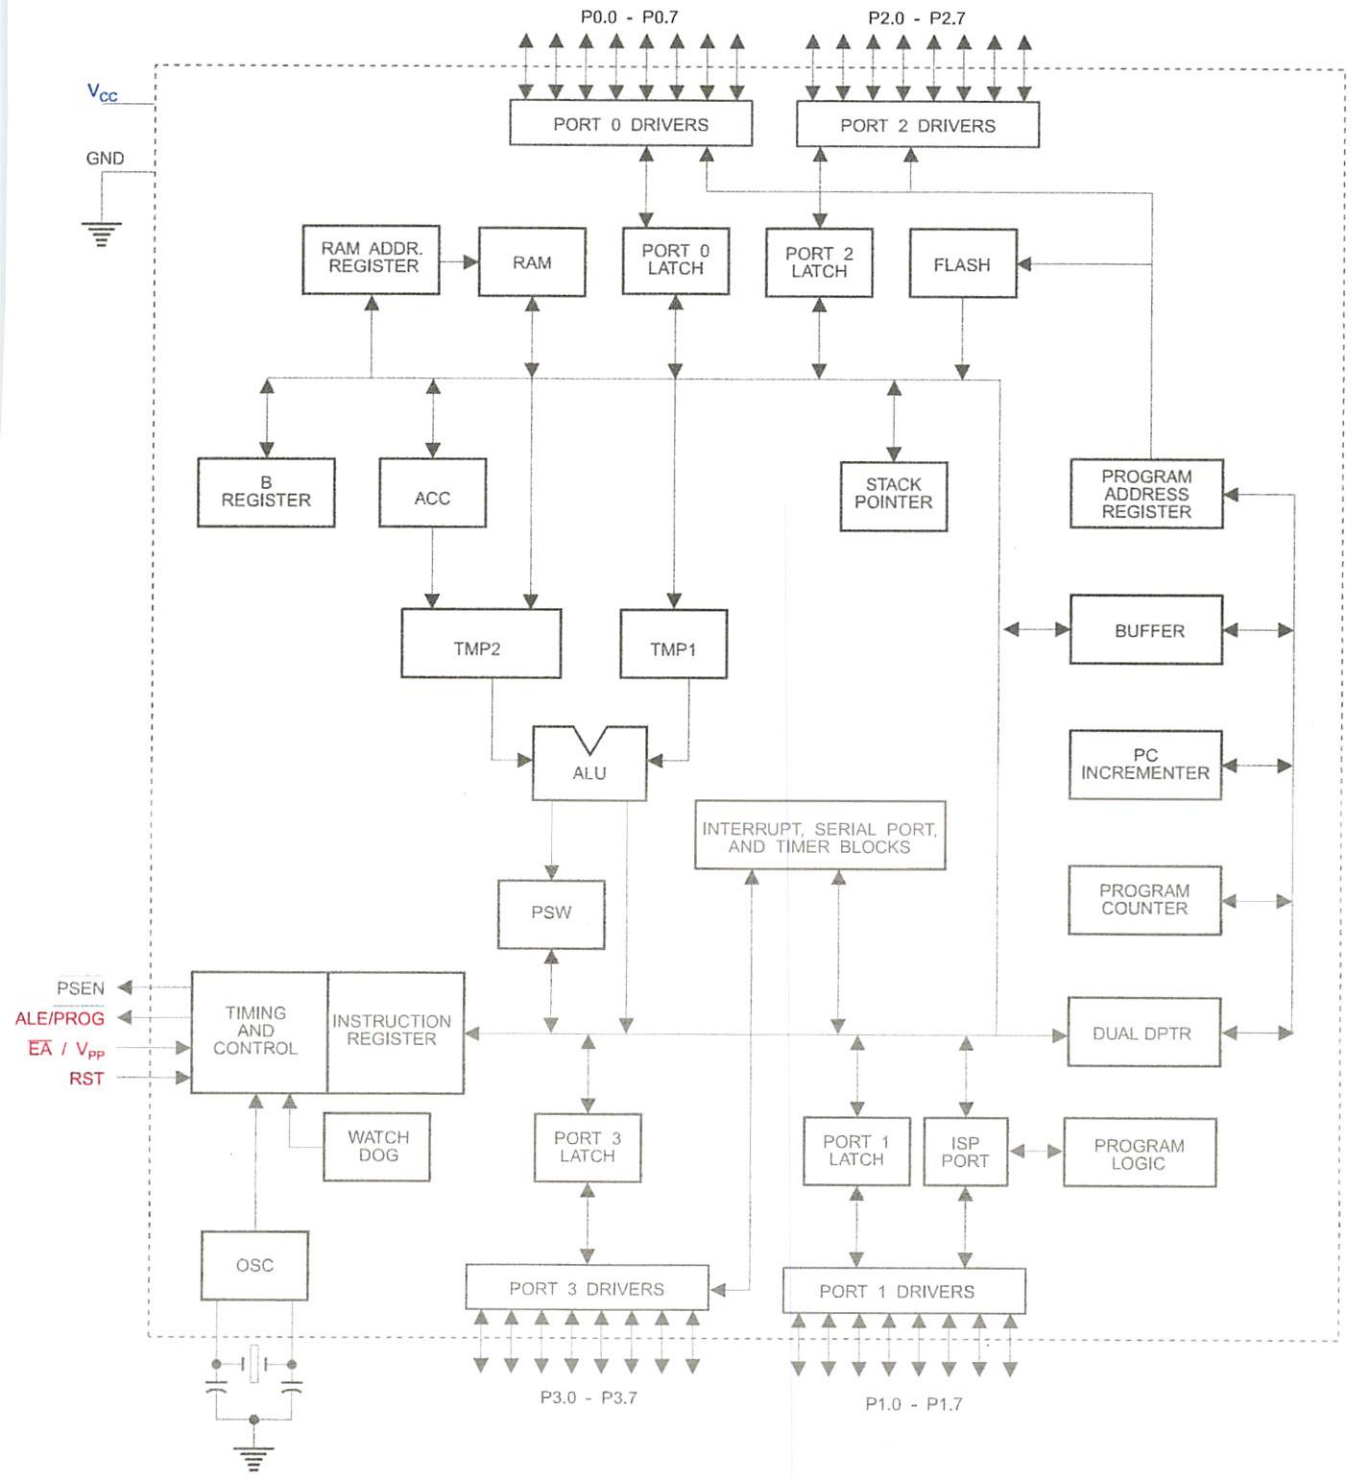 P0.0 - P0.7
P2.0 - P2.7
VCC
GND
PORT 0 DRIVERS
PORT 2 DRIVERS
RAM ADDR.
REGISTER
RAM
PORT 0
LATCH
PORT 2
LATCH
FLASH
B
REGISTER
ACC
STACK
POINTER
PROGRAM
ADDRESS
REGISTER
TMP2
TMP1
BUFFER
ALU
PC
INCREMENTER
INTERRUPT, SERIAL PORT,
AND TIMER BLOCKS
PSW
PROGRAM
COUNTER
PSEN
ALE/PROG
EA / VPP
RST
TIMING
AND
CONTROL
INSTRUCTION
REGISTER
DUAL DPTR
WATCH
DOG
PORT 3
LATCH
PORT 1
LATCH
ISP
PORT
PROGRAM
LOGIC
OSC
PORT 3 DRIVERS
PORT 1 DRIVERS
P3.0 - P3.7
P1.0 - P1.7